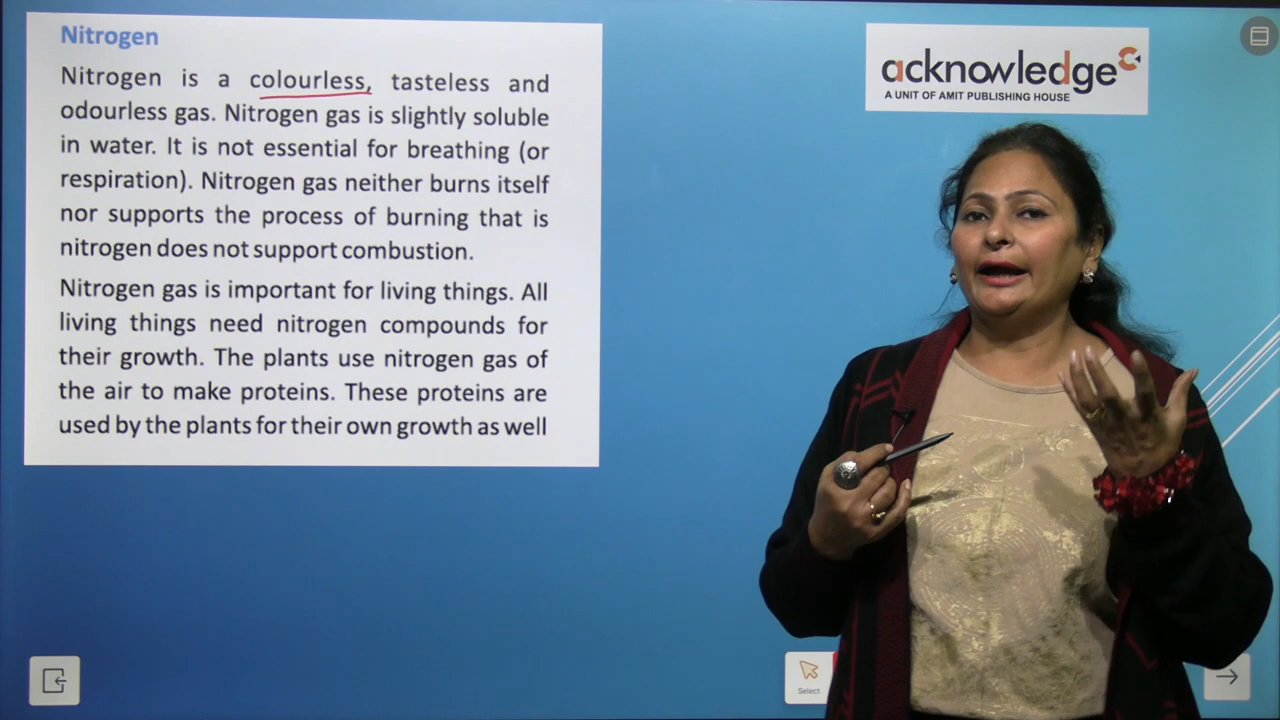 Nitrogen
Nitrogen is a colourless, tasteless and
odourless gas. Nitrogen gas is slightly soluble
in water. It is not essential for breathing (or
respiration). Nitrogen gas neither burns itself
nor supports the process of burning that is
nitrogen does not support combustion.
Nitrogen gas is important for living things. All
living things need nitrogen compounds for
their growth. The plants use nitrogen gas of
the air to make proteins. These proteins are
used by the plants for their own growth as well
acknowledge
A UNIT OF AMIT PUBLISHING HOUSE
Select